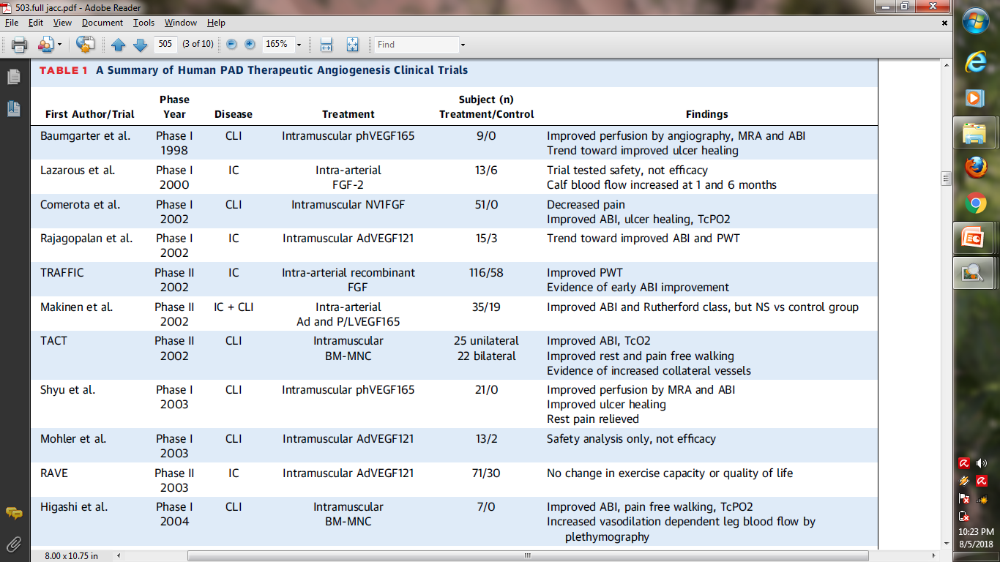 503.full jacc.pdf - Adobe Reader
File Edit View Document Tools Window Help
505 (3 of 10) 165% Find
TABLE 1 A Summary of Human PAD Therapeutic Angiogenesis Clinical Trials
First Author/Trial Phase Year Disease Treatment Subject (n) Treatment/Control Findings
Baumgarter et al. Phase I CLI Intramuscular phVEGF165 9/0 Improved perfusion by angiography, MRA and ABI
1998 Trend toward improved ulcer healing
Lazarous et al. Phase I IC Intra-arterial 13/6 Trial tested safety, not efficacy
2000 FGF-2 Calf blood flow increased at 1 and 6 months
Comerota et al. Phase I CLI Intramuscular NV1FGF 51/0 Decreased pain
2002 Improved ABI, ulcer healing, TcPO2
Rajagopalan et al. Phase I IC Intramuscular AdVEGF121 15/3 Trend toward improved ABI and PWT
2002
TRAFFIC Phase II IC Intra-arterial recombinant 116/58 Improved PWT
2002 FGF Evidence of early ABI improvement
Makinen et al. Phase II IC + CLI Intra-arterial 35/19 Improved ABI and Rutherford class, but NS vs control group
2002 Ad and P/LVEGF165
TACT Phase II CLI Intramuscular 25 unilateral Improved ABI, TcO2
2002 BM-MNC 22 bilateral Improved rest and pain free walking
Evidence of increased collateral vessels
Shyu et al. Phase I CLI Intramuscular phVEGF165 21/0 Improved perfusion by MRA and ABI
2003 Improved ulcer healing
Rest pain relieved
Mohler et al. Phase I CLI Intramuscular AdVEGF121 13/2 Safety analysis only, not efficacy
2003
RAVE Phase II IC Intramuscular AdVEGF121 71/30 No change in exercise capacity or quality of life
2003
Higashi et al. Phase I CLI Intramuscular 7/0 Improved ABI, pain free walking, TcPO2
2004 BM-MNC Increased vasodilation dependent leg blood flow by
plethymography
8.00 x 10.75 in
10:23 PM
8/5/2018